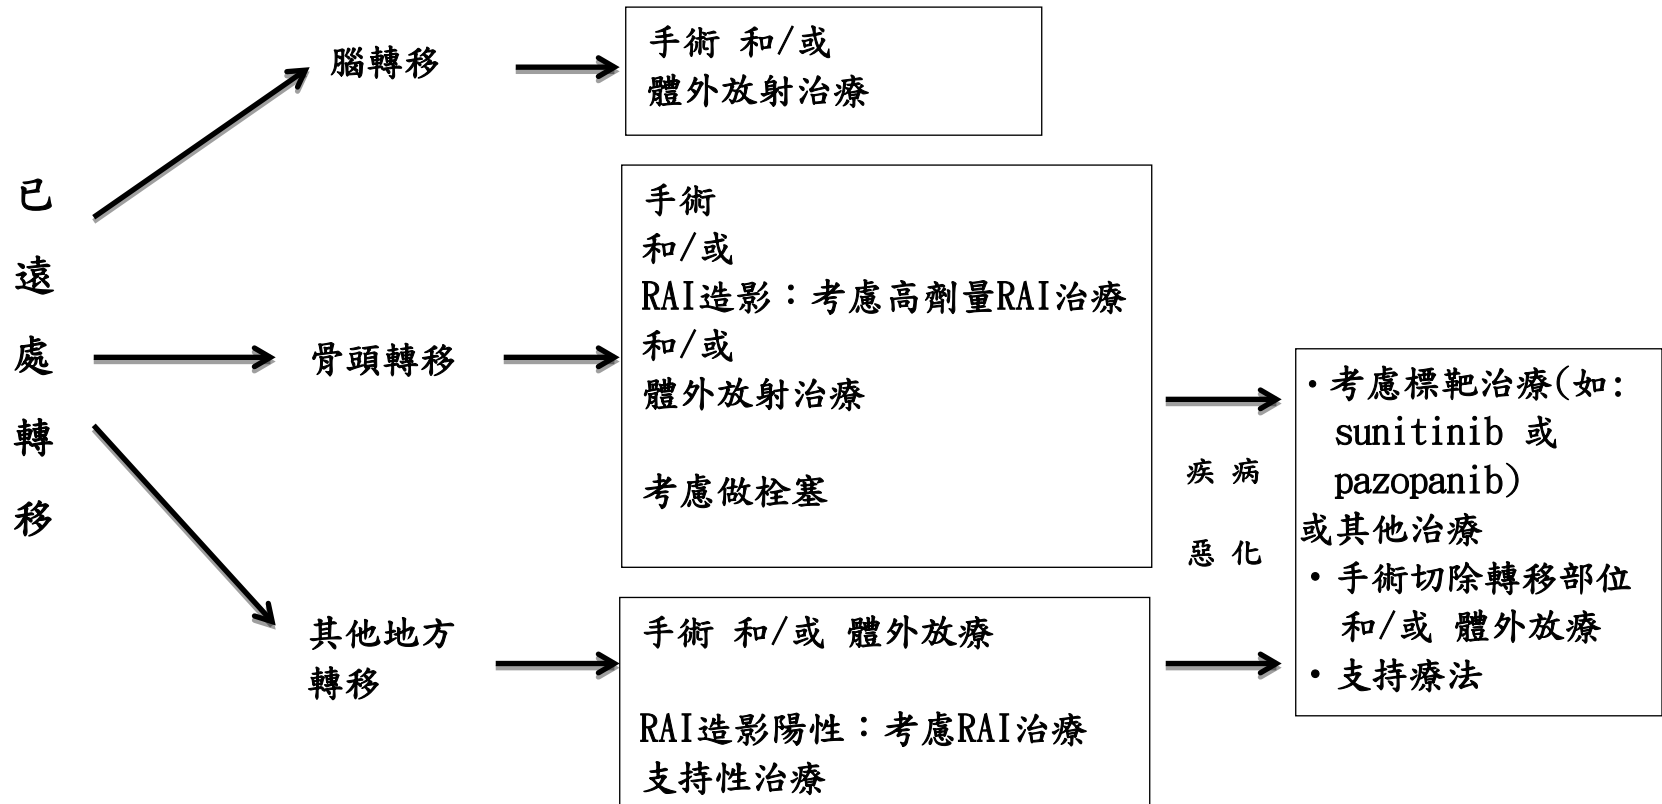 已遠處轉移
腦轉移
手術 和/或
體外放射治療
骨頭轉移
手術
和/或
RAI造影：考慮高劑量RAI治療
和/或
體外放射治療
考慮做栓塞
其他地方
轉移
手術 和/或 體外放療
RAI造影陽性：考慮RAI治療
支持性治療
疾病
惡化
‧考慮標靶治療(如:
sunitinib 或
pazopanib)
或其他治療
‧手術切除轉移部位
和/或 體外放療
‧支持療法